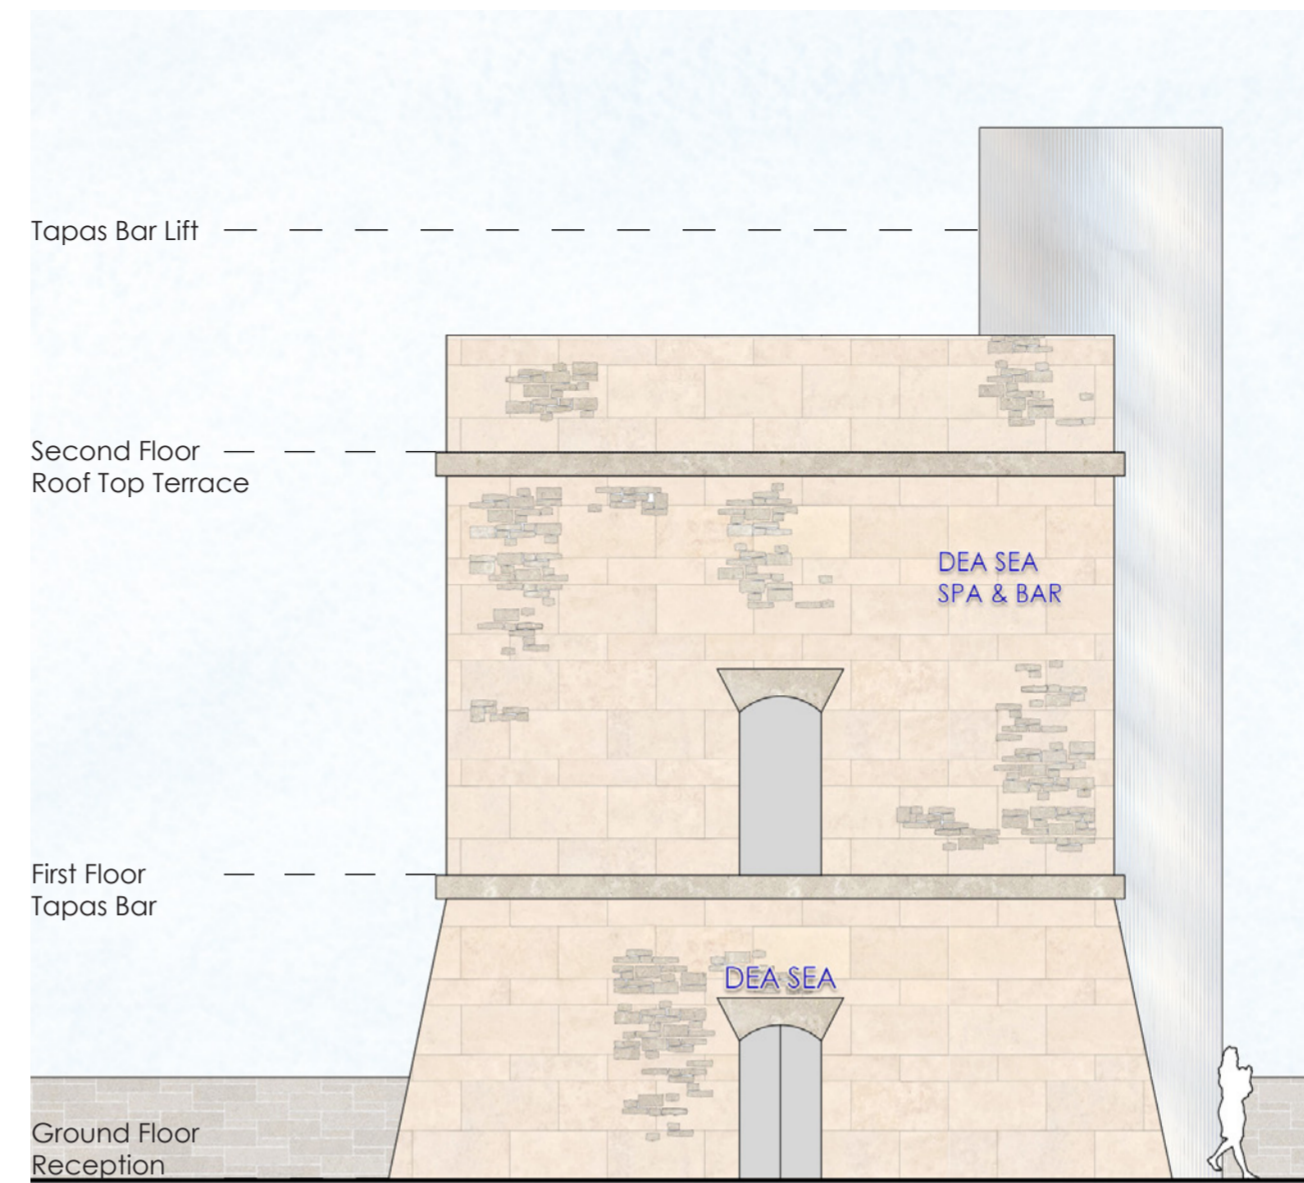 Tapas Bar Lift
Second Floor
Roof Top Terrace
DEA SEA
SPA & BAR
First Floor
Tapas Bar
DEA SEA
Ground Floor
Reception